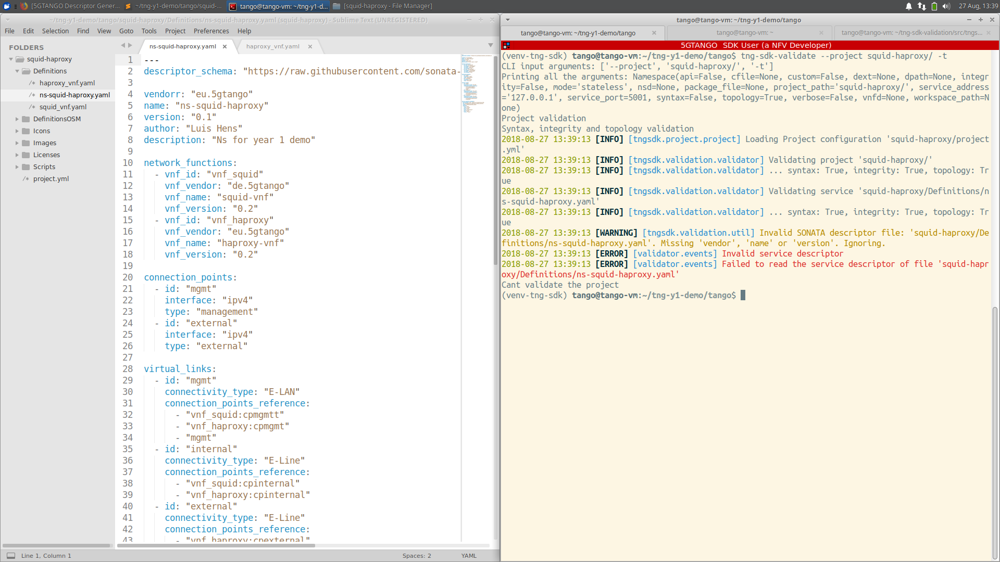 [5GTANGO Descriptor Gener...
~/tng-y1-demo/tango/squid-...
tango@tango-vm: ~/tng-y1-d...
[squid-haproxy - File Manager]
27 Aug, 13:39
~/tng-y1-demo/tango/squid-haproxy/Definitions/ns-squid-haproxy.yaml (squid-haproxy) - Sublime Text (UNREGISTERED)
File Edit Selection Find View Goto Tools Project Preferences Help
FOLDERS
squid-haproxy
Definitions
/* haproxy_vnf.yaml
/* ns-squid-haproxy.yaml
/* squid_vnf.yaml
DefinitionsOSM
Icons
Images
Licenses
Scripts
/* project.yml
ns-squid-haproxy.yaml
haproxy_vnf.yaml
1 ---
2 descriptor_schema: "https://raw.githubusercontent.com/sonata-
3
4 vendorr: "eu.5gtango"
5 name: "ns-squid-haproxy"
6 version: "0.1"
7 author: "Luis Hens"
8 description: "Ns for year 1 demo"
9
10 network_functions:
11 - vnf_id: "vnf_squid"
12 vnf_vendor: "de.5gtango"
13 vnf_name: "squid-vnf"
14 vnf_version: "0.2"
15 - vnf_id: "vnf_haproxy"
16 vnf_vendor: "eu.5gtango"
17 vnf_name: "haproxy-vnf"
18 vnf_version: "0.2"
19
20 connection_points:
21 - id: "mgmt"
22 interface: "ipv4"
23 type: "management"
24 - id: "external"
25 interface: "ipv4"
26 type: "external"
27
28 virtual_links:
29 - id: "mgmt"
30 connectivity_type: "E-LAN"
31 connection_points_reference:
32 - "vnf_squid:cpmgmtt"
33 - "vnf_haproxy:cpmgmt"
34 - "mgmt"
35 - id: "internal"
36 connectivity_type: "E-Line"
37 connection_points_reference:
38 - "vnf_squid:cpinternal"
39 - "vnf_haproxy:cpinternal"
40 - id: "external"
41 connectivity_type: "E-Line"
42 connection_points_reference:
43 - "vnf_haproxy:cpexternal"
Line 1, Column 1
Spaces: 2
YAML
tango@tango-vm: ~/tng-y1-demo/tango
tango@tango-vm: ~/tng-y1-demo/tango
tango@tango-vm: ~
tango@tango-vm: ~/tng-sdk-validation/src/tngs...
5GTANGO SDK User (a NFV Developer)
(venv-tng-sdk) tango@tango-vm:~/tng-y1-demo/tango$ tng-sdk-validate --project squid-haproxy/ -t
CLI input arguments: ['--project', 'squid-haproxy/', '-t']
Printing all the arguments: Namespace(api=False, cfile=None, custom=False, dext=None, dpath=None, integr
ity=False, mode='stateless', nsd=None, package_file=None, project_path='squid-haproxy/', service_address
='127.0.0.1', service_port=5001, syntax=False, topology=True, verbose=False, vnfd=None, workspace_path=N
one)
Project validation
Syntax, integrity and topology validation
2018-08-27 13:39:13 [INFO] [tngsdk.project.project] Loading Project configuration 'squid-haproxy/project
.yml'
2018-08-27 13:39:13 [INFO] [tngsdk.validation.validator] Validating project 'squid-haproxy/'
2018-08-27 13:39:13 [INFO] [tngsdk.validation.validator] ... syntax: True, integrity: True, topology: Tr
ue
2018-08-27 13:39:13 [INFO] [tngsdk.validation.validator] Validating service 'squid-haproxy/Definitions/n
s-squid-haproxy.yaml'
2018-08-27 13:39:13 [INFO] [tngsdk.validation.validator] ... syntax: True, integrity: True, topology: Tr
ue
2018-08-27 13:39:13 [WARNING] [tngsdk.validation.util] Invalid SONATA descriptor file: 'squid-haproxy/De
finitions/ns-squid-haproxy.yaml'. Missing 'vendor', 'name' or 'version'. Ignoring.
2018-08-27 13:39:13 [ERROR] [validator.events] Invalid service descriptor
2018-08-27 13:39:13 [ERROR] [validator.events] Failed to read the service descriptor of file 'squid-hapr
oxy/Definitions/ns-squid-haproxy.yaml'
Cant validate the project
(venv-tng-sdk) tango@tango-vm:~/tng-y1-demo/tango$